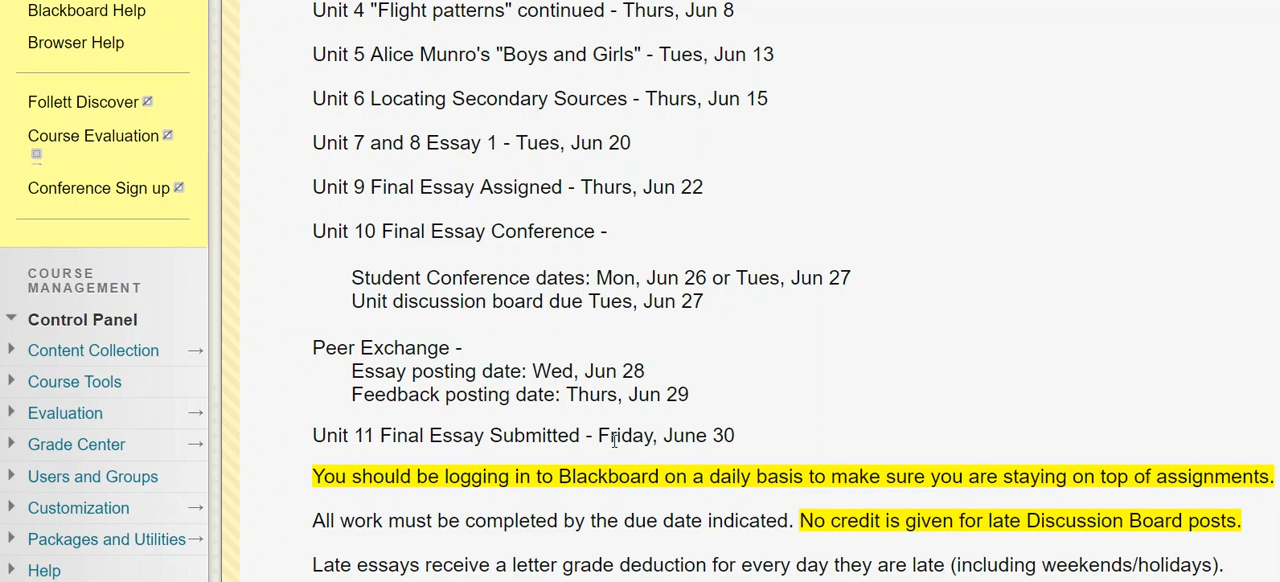 Blackboard Help
Browser Help
Follett Discover
Course Evaluation
Conference Sign up
COURSE
MANAGEMENT
Control Panel
Content Collection
Course Tools
Evaluation
Grade Center
Users and Groups
Customization
Packages and Utilities
Help
Unit 4 "Flight patterns" continued - Thurs, Jun 8
Unit 5 Alice Munro's "Boys and Girls" - Tues, Jun 13
Unit 6 Locating Secondary Sources - Thurs, Jun 15
Unit 7 and 8 Essay 1 - Tues, Jun 20
Unit 9 Final Essay Assigned - Thurs, Jun 22
Unit 10 Final Essay Conference -
Student Conference dates: Mon, Jun 26 or Tues, Jun 27
Unit discussion board due Tues, Jun 27
Peer Exchange -
Essay posting date: Wed, Jun 28
Feedback posting date: Thurs, Jun 29
Unit 11 Final Essay Submitted - Friday, June 30
You should be logging in to Blackboard on a daily basis to make sure you are staying on top of assignments.
All work must be completed by the due date indicated. No credit is given for late Discussion Board posts.
Late essays receive a letter grade deduction for every day they are late (including weekends/holidays).